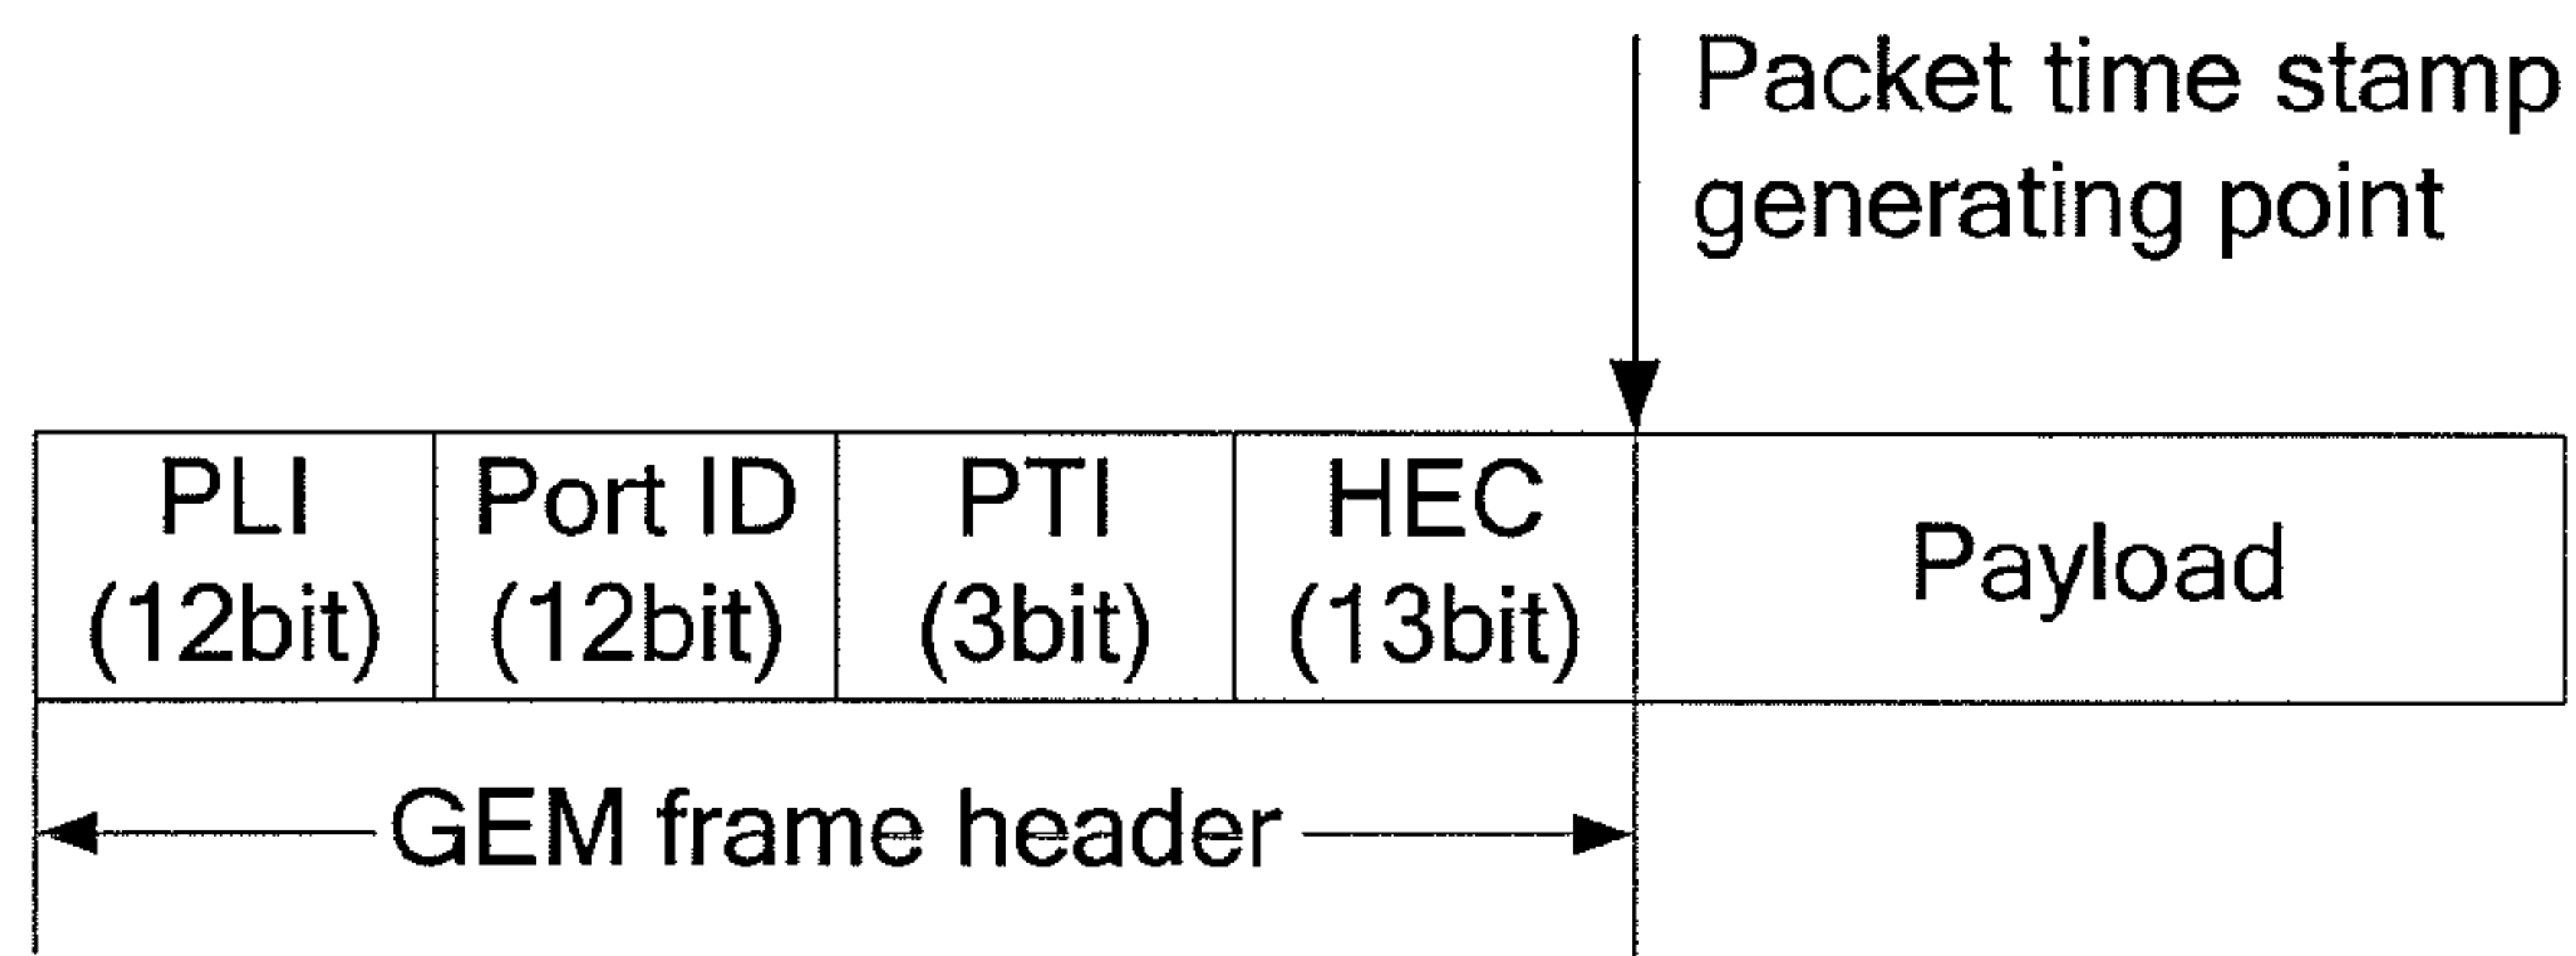 Packet time stamp
generating point
PLI
(12bit)
Port ID
(12bit)
PTI
(3bit)
HEC
(13bit)
Payload
GEM frame header